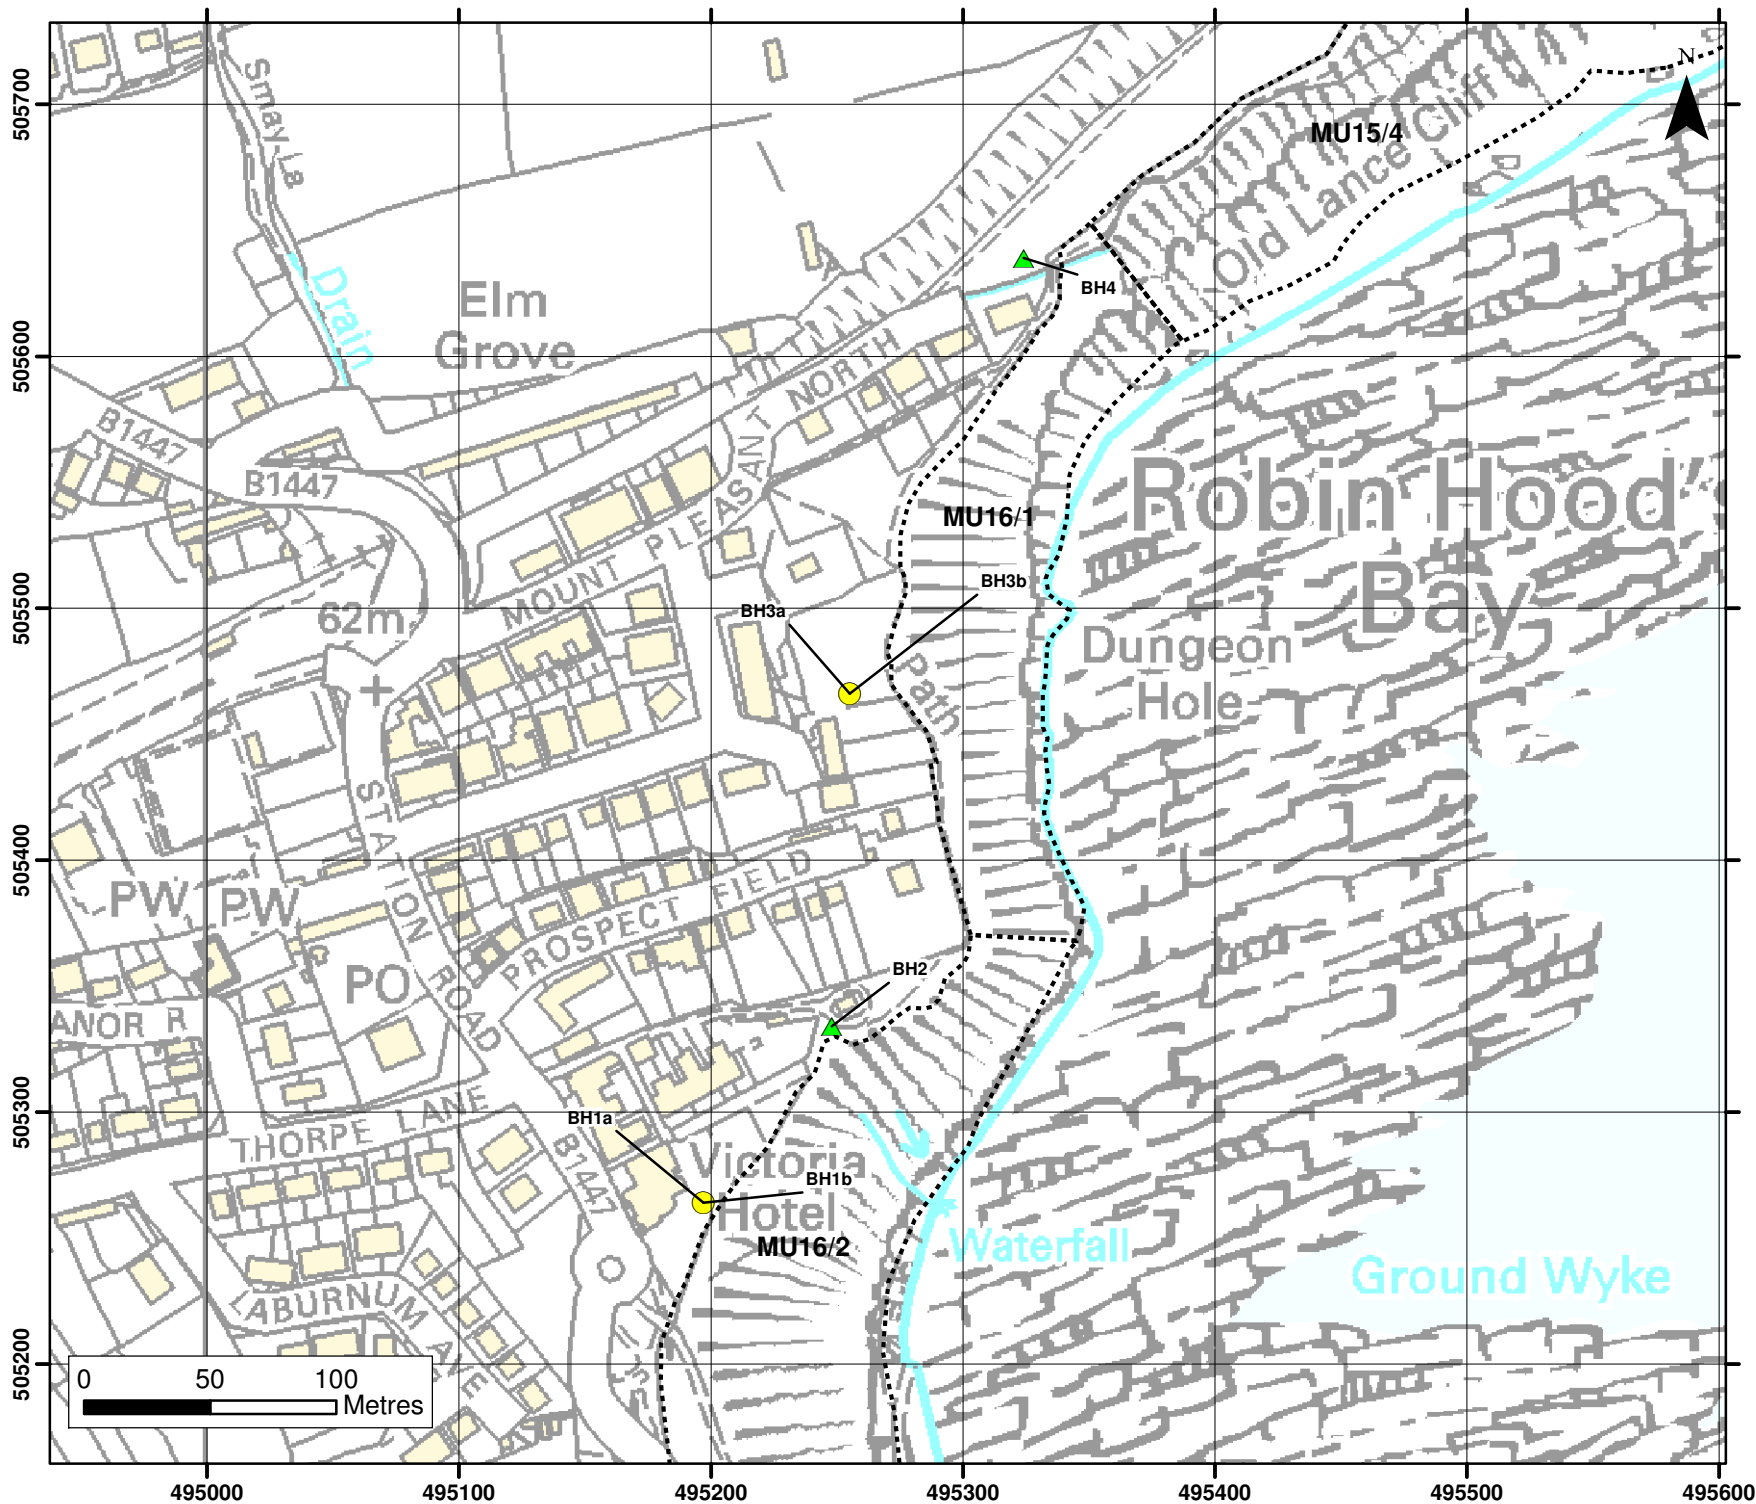 N
505700
505600
505500
505400
505300
505200
495000
495100
495200
495300
495400
495500
495600
Smay La
Drain
Elm
Grove
B1447
B1447
62m
MOUNT PLEASANT NORTH
MU15/4
Old Lance Cliff
BH4
MU16/1
Robin Hood'
Bay
BH3a
BH3b
Path
Dungeon
Hole
STATION ROAD
PW
PW
PO
PROSPECT FIELD
ANOR R
BH2
THORPE LANE
B1447
BH1a
BH1b
Victoria
Hotel
MU16/2
Waterfall
Ground Wyke
LABURNUM AVE
0 50 100
Metres